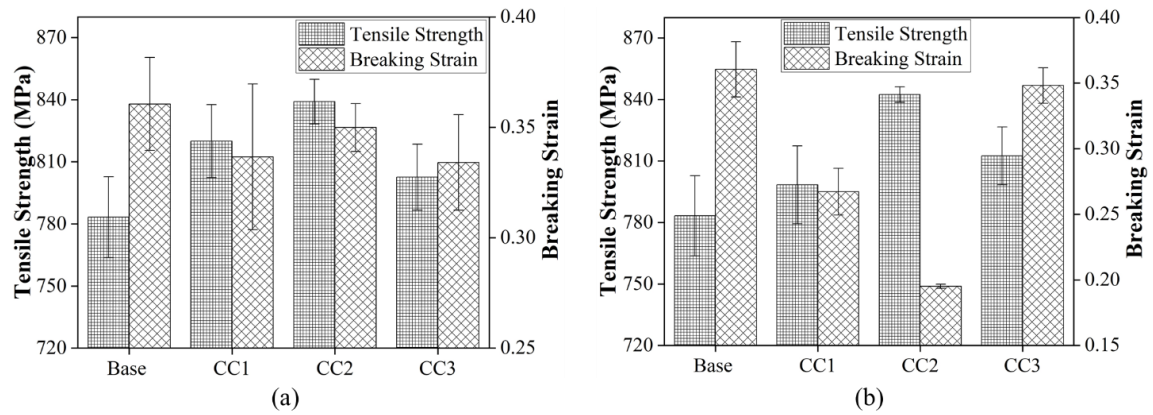 870
840
810
780
750
720
Tensile Strength (MPa)
Tensile Strength
Breaking Strain
0.40
0.35
0.30
0.25
Breaking Strain
Base CC1 CC2 CC3
(a)
870
840
810
780
750
720
Tensile Strength (MPa)
Tensile Strength
Breaking Strain
0.40
0.35
0.30
0.25
0.20
0.15
Breaking Strain
Base CC1 CC2 CC3
(b)